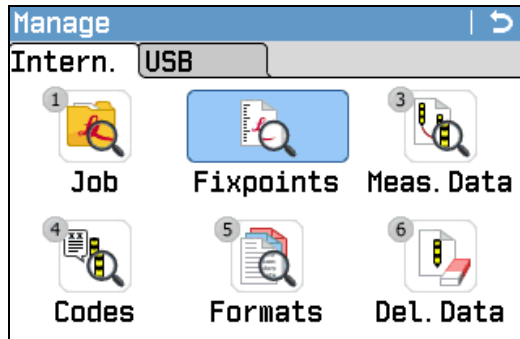 Manage
Intern. USB
1 3
Job Fixpoints Meas. Data
4 5 6
Codes Formats Del. Data